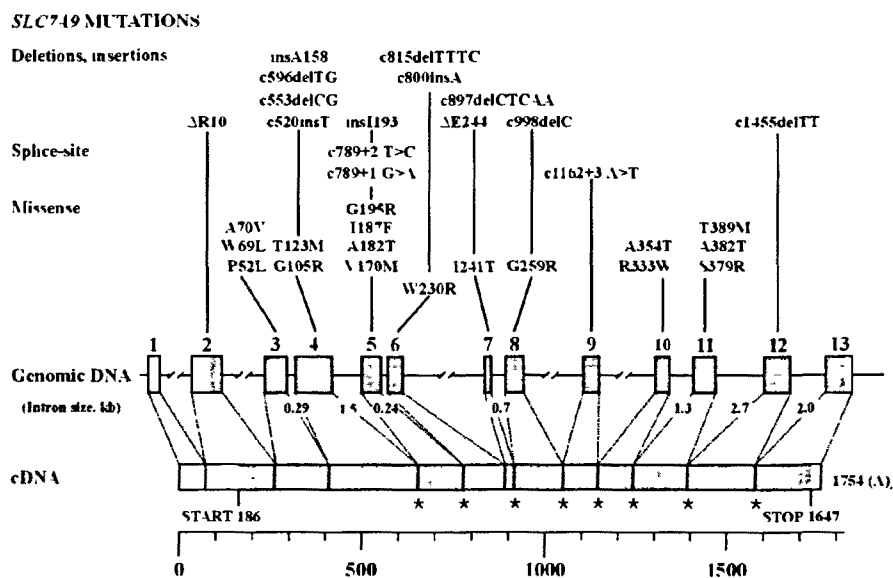 SLC7A9 MUTATIONS
Deletions, insertions
insA158
c815delTTTC
c596delTG
c800insA
c553delCG
c897delCTCAA
ΔR10
c520insT
insI193
ΔE244
c998delC
c1455delTT
Splice-site
c789+2 T>C
c789+1 G>A
c1162+3 A>T
Missense
G195R
A70V
I187F
T389M
W69L
T123M
A182T
A354T
A382T
P52L
G105R
V170M
I241T
G259R
R333W
S379R
W230R
1 2 3 4 5 6 7 8 9 10 11 12 13
Genomic DNA
(Intron size, kb)
0.29 1.5 0.24 0.7 1.3 2.7 2.0
cDNA
1754 (A)
* * * * * * * *
START 186
STOP 1647
0 500 1000 1500